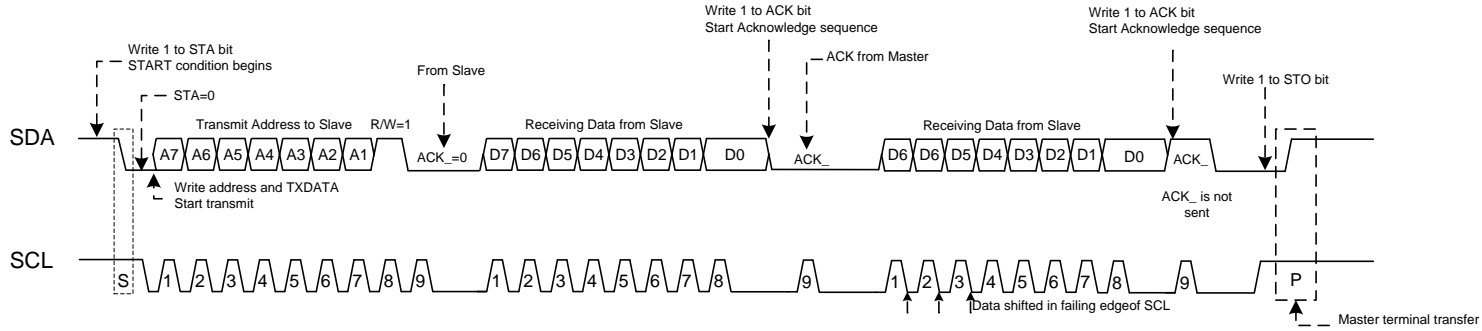 Write 1 to STA bit
START condition begins
STA=0
From Slave
Write 1 to ACK bit
Start Acknowledge sequence
ACK from Master
Write 1 to ACK bit
Start Acknowledge sequence
Write 1 to STO bit
SDA
Transmit Address to Slave
R/W=1
Receiving Data from Slave
Receiving Data from Slave
A7 A6 A5 A4 A3 A2 A1 ACK_=0 D7 D6 D5 D4 D3 D2 D1 D0 ACK_ D6 D6 D5 D4 D3 D2 D1 D0 ACK_
Write address and TXDATA
Start transmit
ACK_ is not
sent
SCL
S 1 2 3 4 5 6 7 8 9 1 2 3 4 5 6 7 8 9 1 2 3 4 5 6 7 8 9 P
Data shifted in failing edgeof SCL
Master terminal transfer